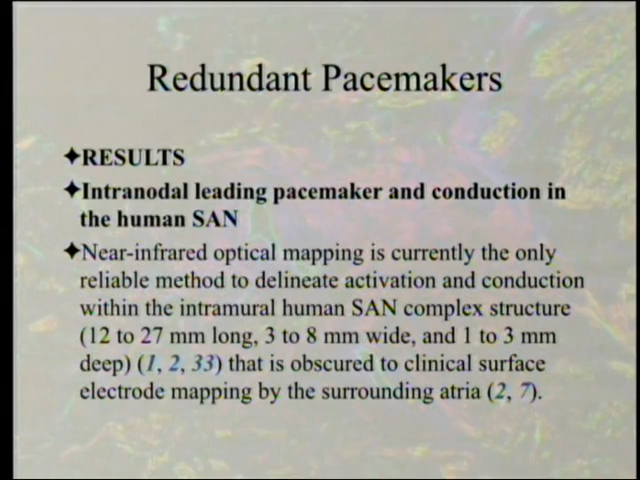 Redundant Pacemakers
✦RESULTS
✦Intranodal leading pacemaker and conduction in
the human SAN
✦Near-infrared optical mapping is currently the only
reliable method to delineate activation and conduction
within the intramural human SAN complex structure
(12 to 27 mm long, 3 to 8 mm wide, and 1 to 3 mm
deep) (1, 2, 33) that is obscured to clinical surface
electrode mapping by the surrounding atria (2, 7).